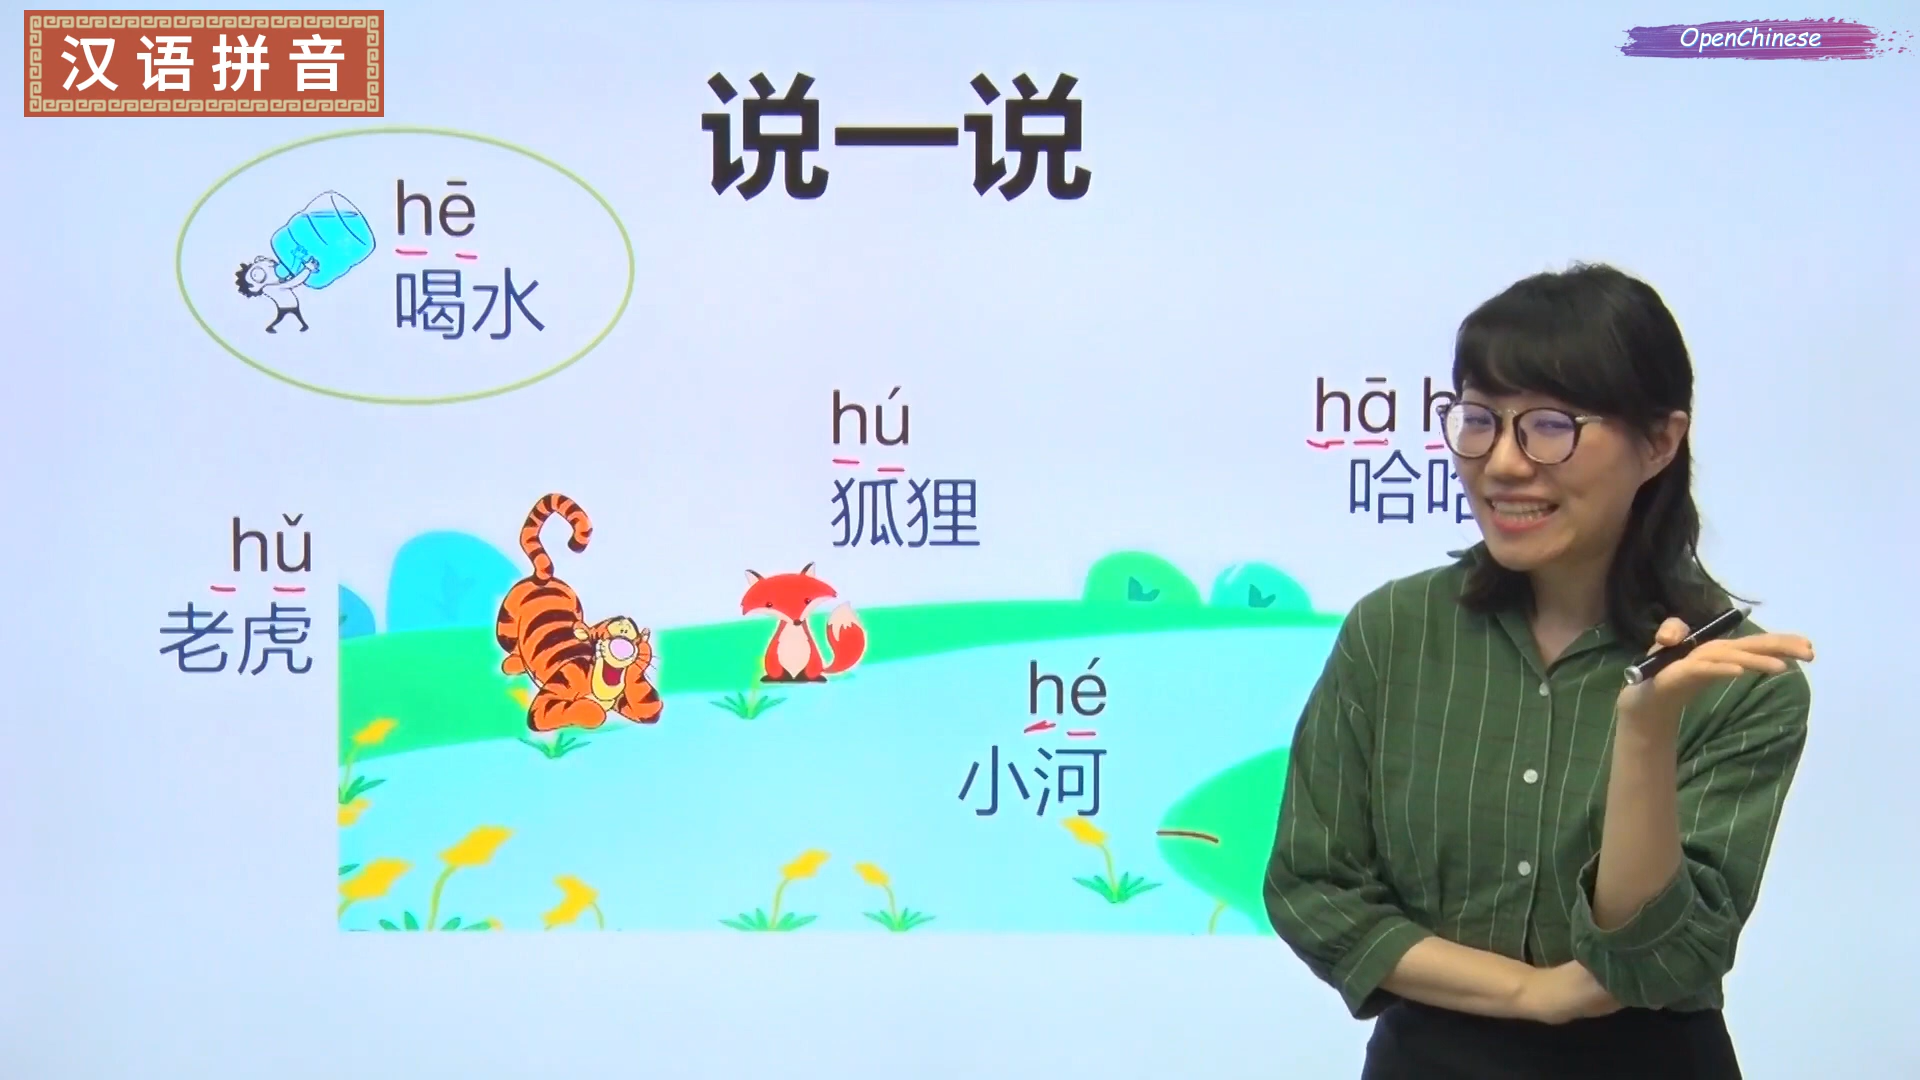 汉语拼音
OpenChinese
说一说
hē
喝水
hú
狐狸
hā
哈
hǔ
老虎
hé
小河